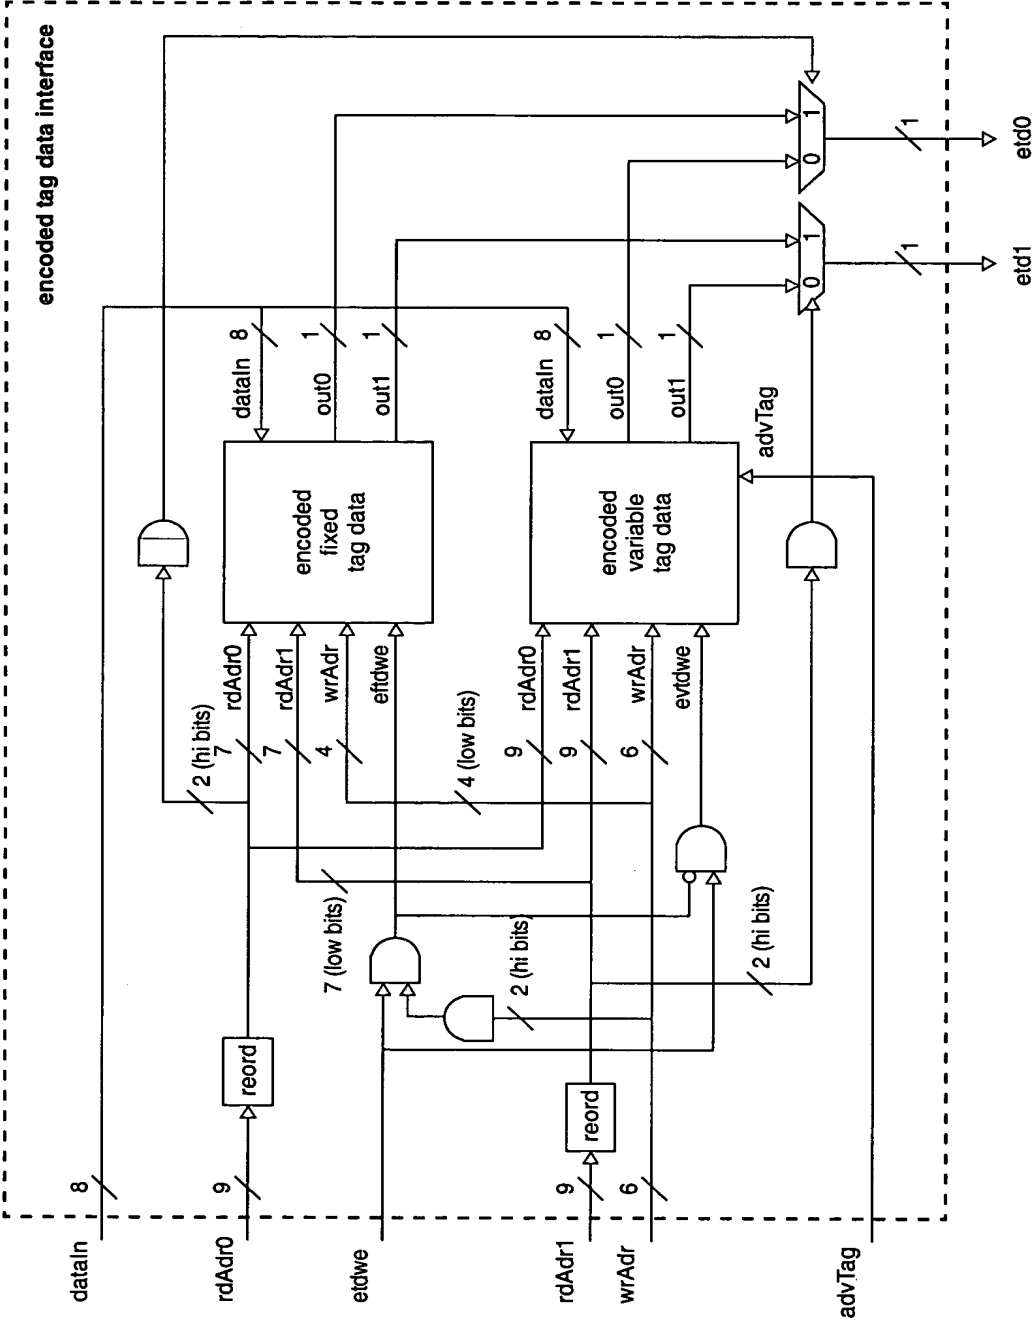 encoded tag data interface
dataIn
8
rdAdr0
9
reord
etdwe
rdAdr1
9
reord
wrAdr
6
advTag
2 (hi bits)
7
rdAdr0
7
rdAdr1
4
wrAdr
eftdwe
7 (low bits)
2 (hi bits)
4 (low bits)
9
rdAdr0
9
rdAdr1
6
wrAdr
evtdwe
2 (hi bits)
encoded
fixed
tag data
encoded
variable
tag data
dataIn
8
out0
1
out1
1
dataIn
8
out0
1
out1
1
advTag
0
1
0
1
1
etd0
1
etd1